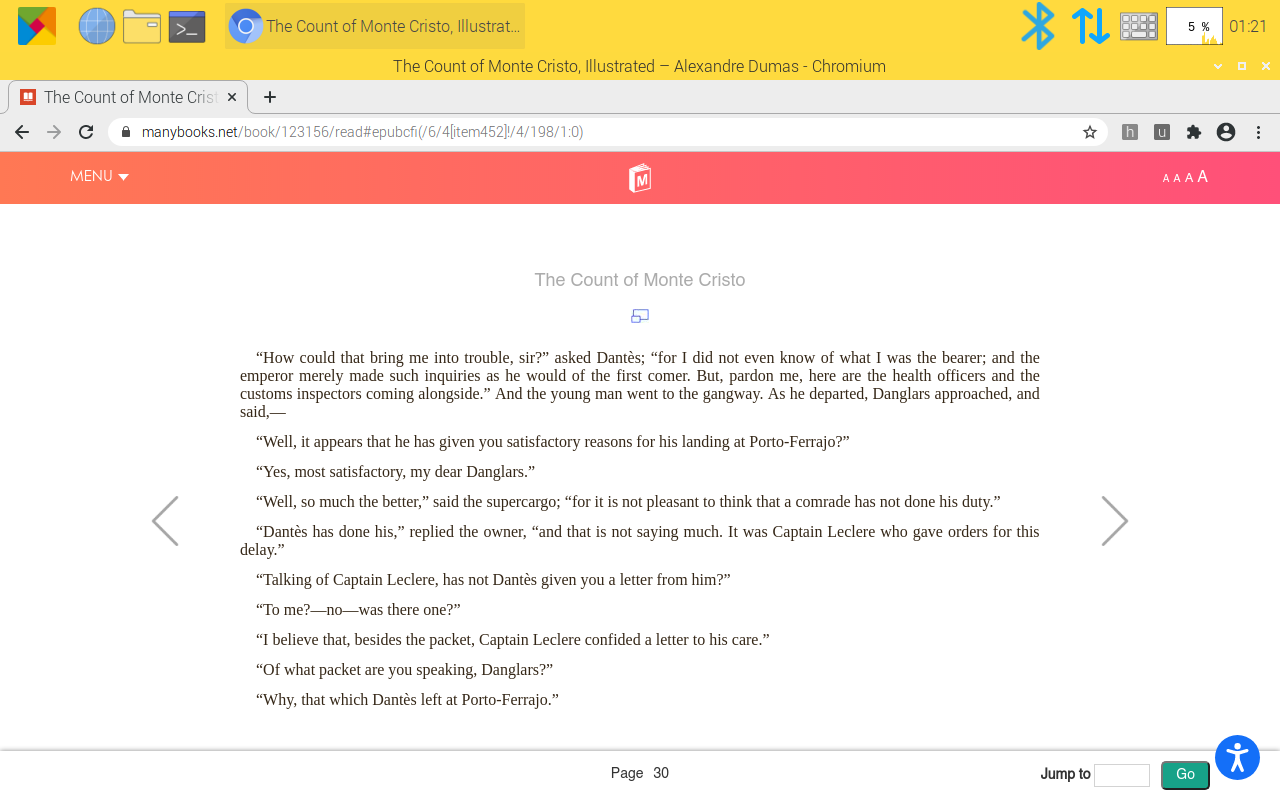 The Count of Monte Cristo, Illustrat...
5 %
01:21
The Count of Monte Cristo, Illustrated – Alexandre Dumas - Chromium
The Count of Monte Crist
manybooks.net/book/123156/read#epubcfi(/6/4[item452]!/4/198/1:0)
h
u
MENU
M
A A A A
The Count of Monte Cristo
“How could that bring me into trouble, sir?” asked Dantès; “for I did not even know of what I was the bearer; and the
emperor merely made such inquiries as he would of the first comer. But, pardon me, here are the health officers and the
customs inspectors coming alongside.” And the young man went to the gangway. As he departed, Danglars approached, and
said,—
“Well, it appears that he has given you satisfactory reasons for his landing at Porto-Ferrajo?”
“Yes, most satisfactory, my dear Danglars.”
“Well, so much the better,” said the supercargo; “for it is not pleasant to think that a comrade has not done his duty.”
“Dantès has done his,” replied the owner, “and that is not saying much. It was Captain Leclere who gave orders for this
delay.”
“Talking of Captain Leclere, has not Dantès given you a letter from him?”
“To me?—no—was there one?”
“I believe that, besides the packet, Captain Leclere confided a letter to his care.”
“Of what packet are you speaking, Danglars?”
“Why, that which Dantès left at Porto-Ferrajo.”
Page 30
Jump to
Go